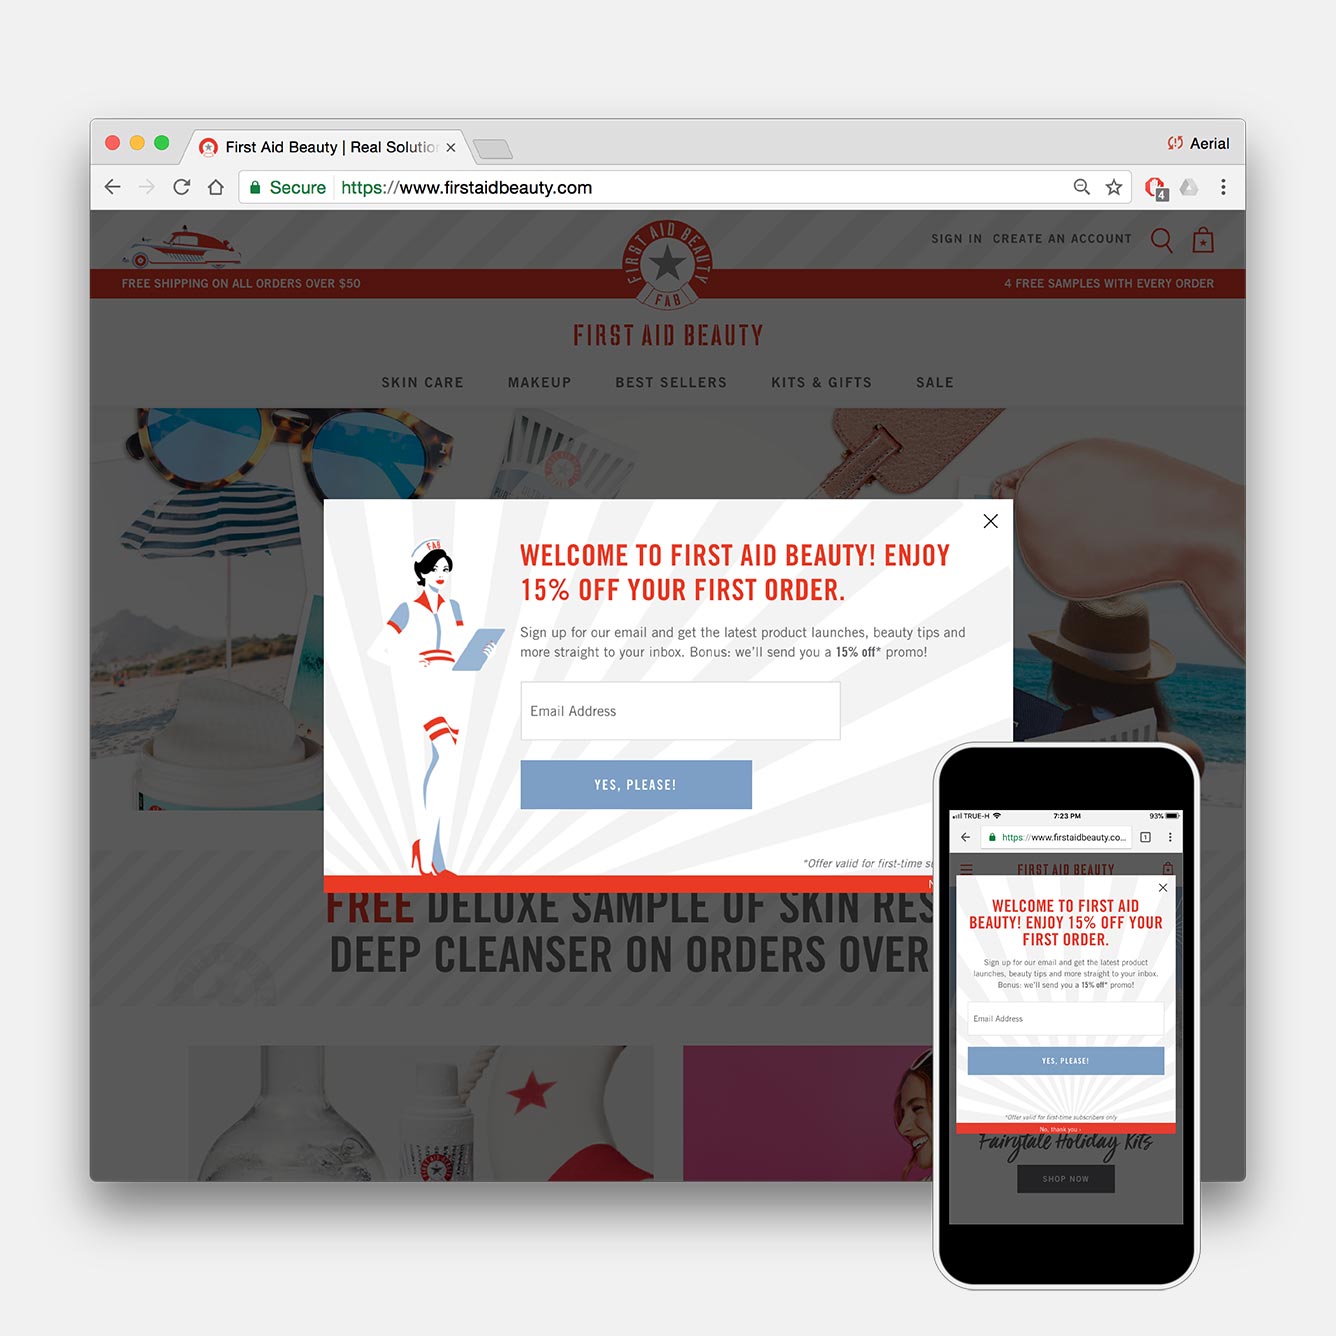 First Aid Beauty | Real Solution
Aerial
Secure https://www.firstaidbeauty.com
4
SIGN IN CREATE AN ACCOUNT
FIRST AID BEAUTY
FAB
FREE SHIPPING ON ALL ORDERS OVER $50
4 FREE SAMPLES WITH EVERY ORDER
FIRST AID BEAUTY
SKIN CARE MAKEUP BEST SELLERS KITS & GIFTS SALE
FAB
WELCOME TO FIRST AID BEAUTY! ENJOY
15% OFF YOUR FIRST ORDER.
Sign up for our email and get the latest product launches, beauty tips and
more straight to your inbox. Bonus: we'll send you a 15% off* promo!
Email Address
YES, PLEASE!
*Offer valid for first-time su
N
FREE DELUXE SAMPLE OF SKIN RES
DEEP CLEANSER ON ORDERS OVER
TRUE-H 7:23 PM 93%
https://www.firstaidbeauty.co... 1
FIRST AID BEAUTY
WELCOME TO FIRST AID
BEAUTY! ENJOY 15% OFF YOUR
FIRST ORDER.
Sign up for our email and get the latest product
launches, beauty tips and more straight to your inbox.
Bonus: we'll send you a 15% off* promo!
Email Address
YES, PLEASE!
*Offer valid for first-time subscribers only
No, thank you ›
Fairytale Holiday Kits
SHOP NOW